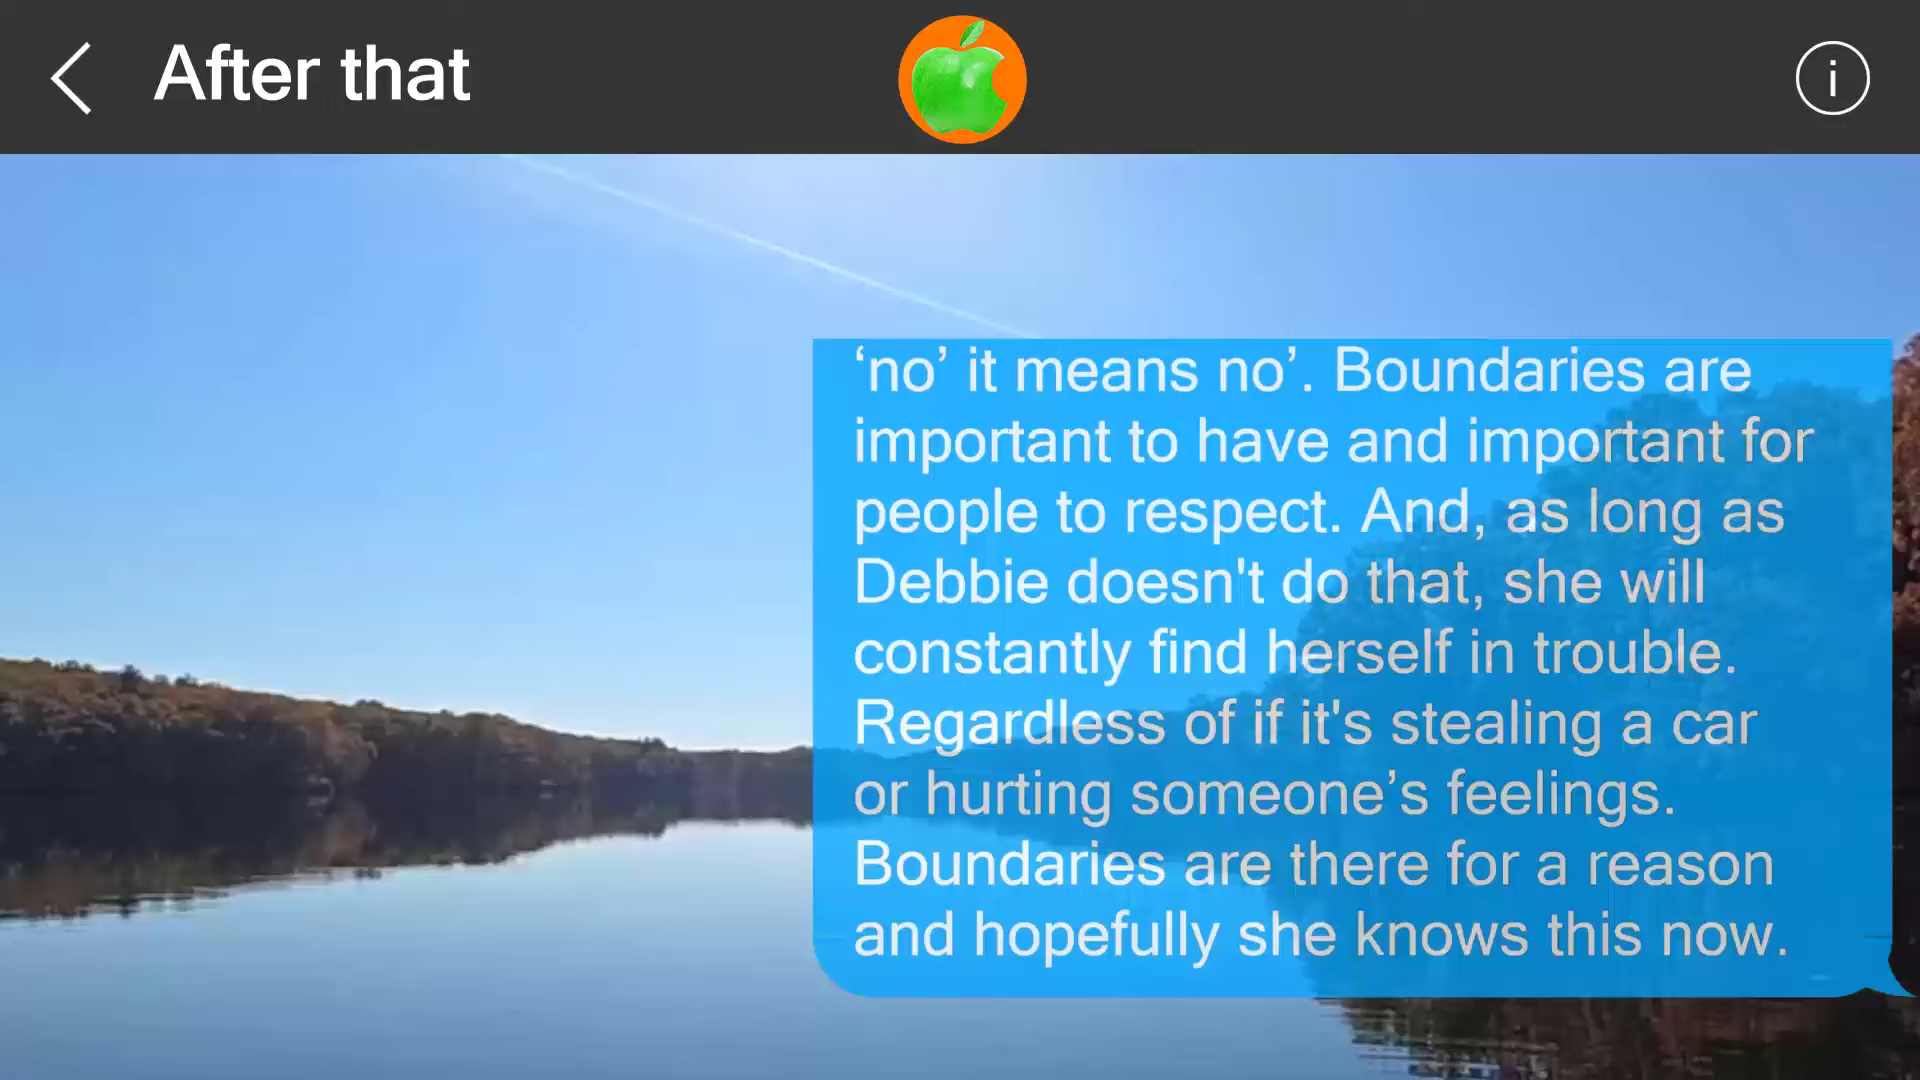 After that
i
‘no’ it means no’. Boundaries are
important to have and important for
people to respect. And, as long as
Debbie doesn't do that, she will
constantly find herself in trouble.
Regardless of if it's stealing a car
or hurting someone’s feelings.
Boundaries are there for a reason
and hopefully she knows this now.